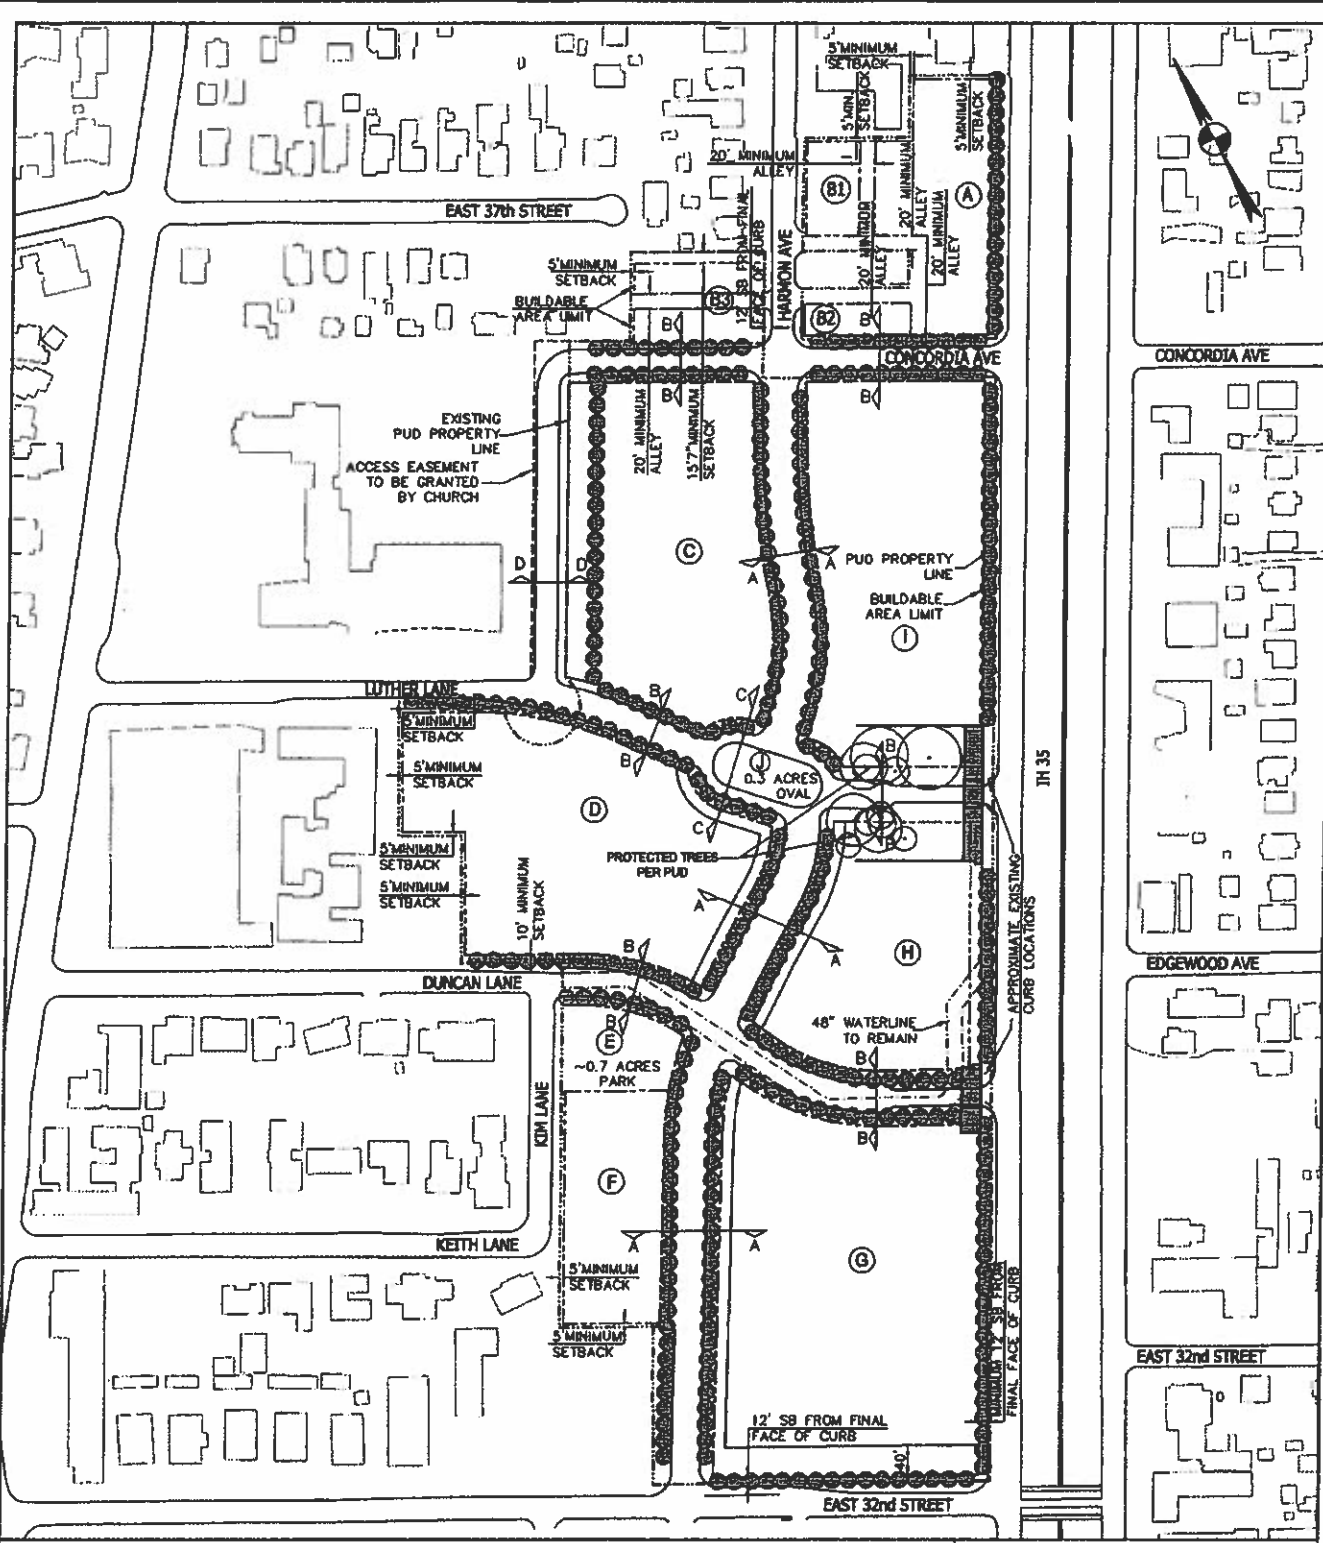 5'MINIMUM
SETBACK
5'MIN.
SETBACK
5'MINIMUM
SETBACK
20' MINIMUM
ALLEY
B1
A
20' MINIMUM
ALLEY
20' MINIMUM
ALLEY
20' MINIMUM
ALLEY
EAST 37th STREET
HARMON AVE
12' SB FROM FINAL
FACE OF CURB
5'MINIMUM
SETBACK
BUILDABLE
AREA LIMIT
B3
B
B2
B
CONCORDIA AVE
CONCORDIA AVE
B
B
EXISTING
PUD PROPERTY
LINE
20' MINIMUM
ALLEY
15'7" MINIMUM
SETBACK
ACCESS EASEMENT
TO BE GRANTED
BY CHURCH
C
D
D
A
A
PUD PROPERTY
LINE
BUILDABLE
AREA LIMIT
I
LUTHER LANE
B
C
5'MINIMUM
SETBACK
B
J
0.3 ACRES
OVAL
B
IH 35
5'MINIMUM
SETBACK
D
C
B
5'MINIMUM
SETBACK
PROTECTED TREES
PER PUD
5'MINIMUM
SETBACK
10' MINIMUM
SETBACK
A
A
B
H
APPROXIMATE EXISTING
CURB LOCATIONS
EDGEWOOD AVE
DUNCAN LANE
B
E
48" WATERLINE
TO REMAIN
~0.7 ACRES
PARK
B
KIM LANE
B
F
KEITH LANE
A
A
G
5'MINIMUM
SETBACK
MINIMUM 12' SB FROM
FINAL FACE OF CURB
5'MINIMUM
SETBACK
EAST 32nd STREET
12' SB FROM FINAL
FACE OF CURB
40'
EAST 32nd STREET